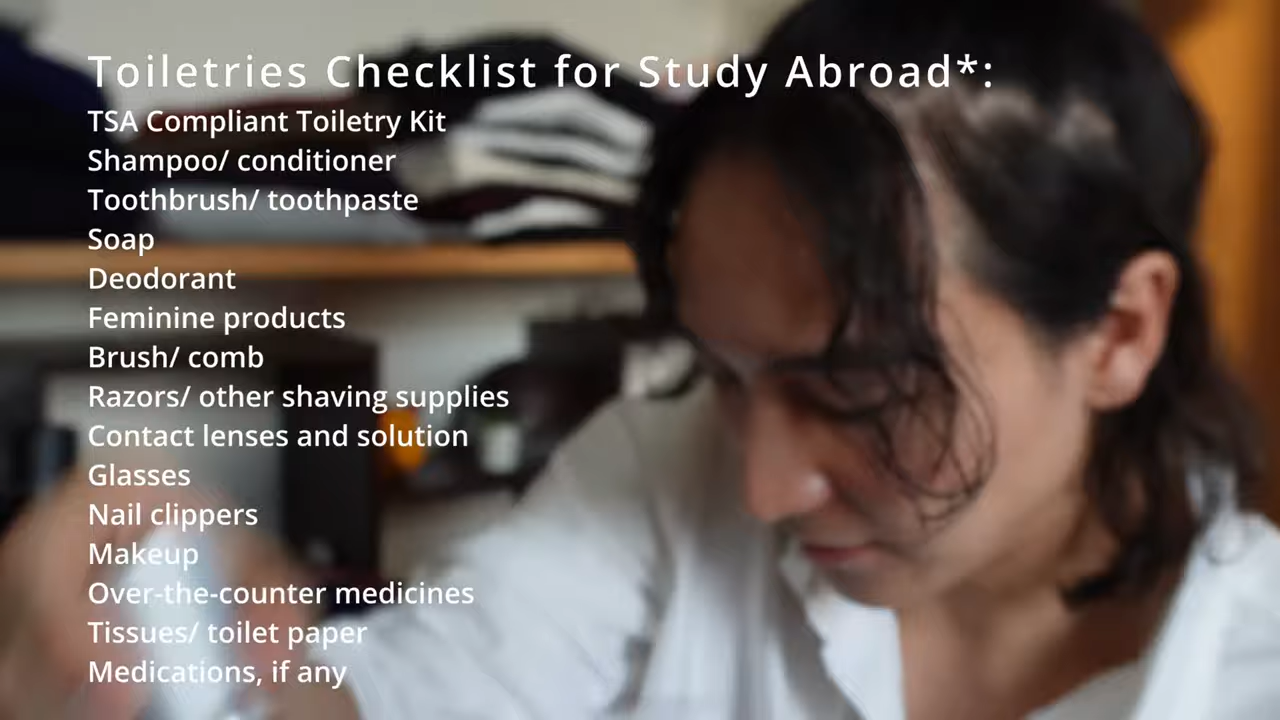 Toiletries Checklist for Study Abroad*:
TSA Compliant Toiletry Kit
Shampoo/ conditioner
Toothbrush/ toothpaste
Soap
Deodorant
Feminine products
Brush/ comb
Razors/ other shaving supplies
Contact lenses and solution
Glasses
Nail clippers
Makeup
Over-the-counter medicines
Tissues/ toilet paper
Medications, if any